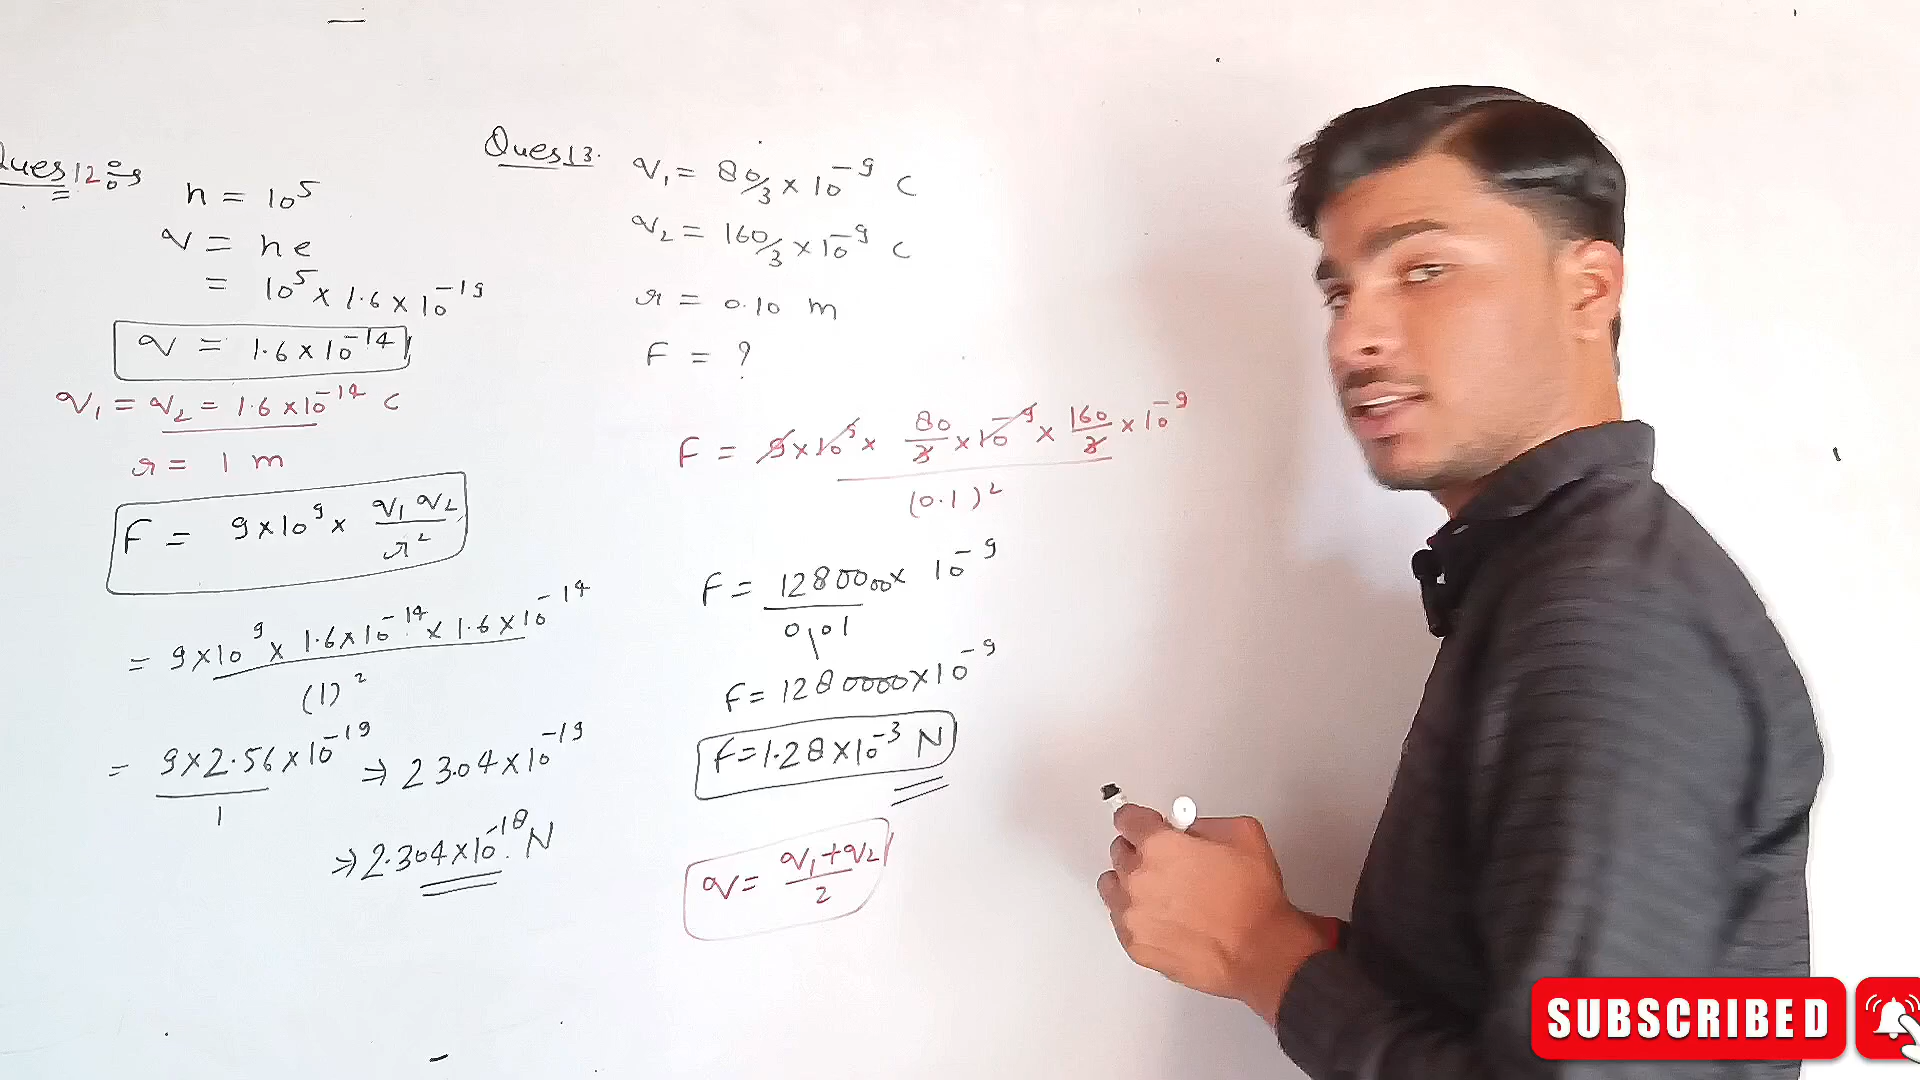 Ques 12 :-
n = 10⁵
q = ne
= 10⁵ × 1.6 × 10⁻¹⁹
q = 1.6 × 10⁻¹⁴
q₁ = q₂ = 1.6 × 10⁻¹⁴ C
r = 1 m
F = 9×10⁹ × q₁ q₂ / r²
= 9×10⁹ × 1.6×10⁻¹⁴ × 1.6×10⁻¹⁴ / (1)²
= 9×2.56×10⁻¹⁹ / 1 ⇒ 23.04×10⁻¹⁹
⇒ 2.304×10⁻¹⁸ N
Ques 13.
q₁ = 80/3 × 10⁻⁹ C
q₂ = 160/3 × 10⁻⁹ C
r = 0.10 m
F = ?
F = 9×10⁹ × 80/3 × 10⁻⁹ × 160/3 × 10⁻⁹ / (0.1)²
F = 12800.00 × 10⁻⁹ / 0.01
F = 1280000×10⁻⁹
F = 1.28×10⁻³ N
q = q₁+q₂ / 2
SUBSCRIBED